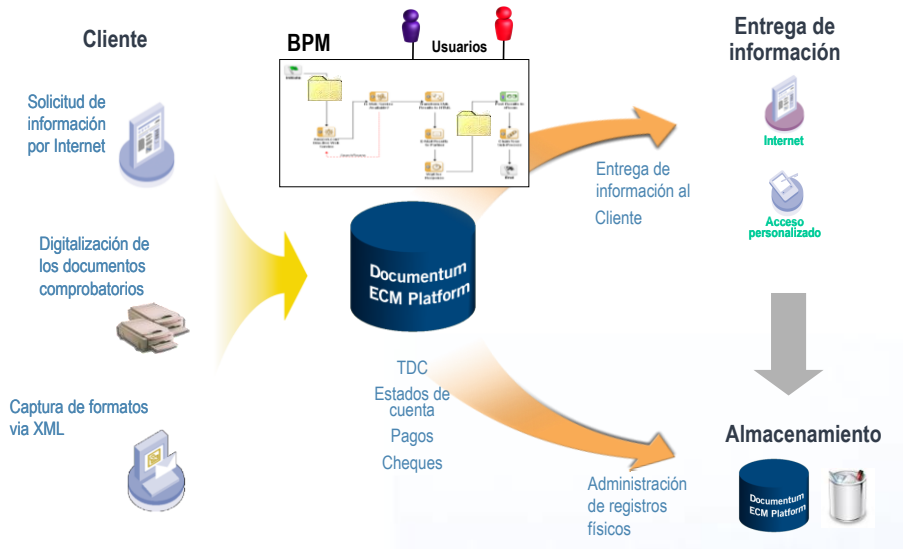 Cliente
Solicitud de
información
por Internet
Digitalización de
los documentos
comprobatorios
Captura de formatos
via XML
BPM
Usuarios
Documentum
ECM Platform
TDC
Estados de
cuenta
Pagos
Cheques
Entrega de
información al
Cliente
Administración
de registros
físicos
Entrega de
información
Internet
Acceso
personalizado
Almacenamiento
Documentum
ECM Platform